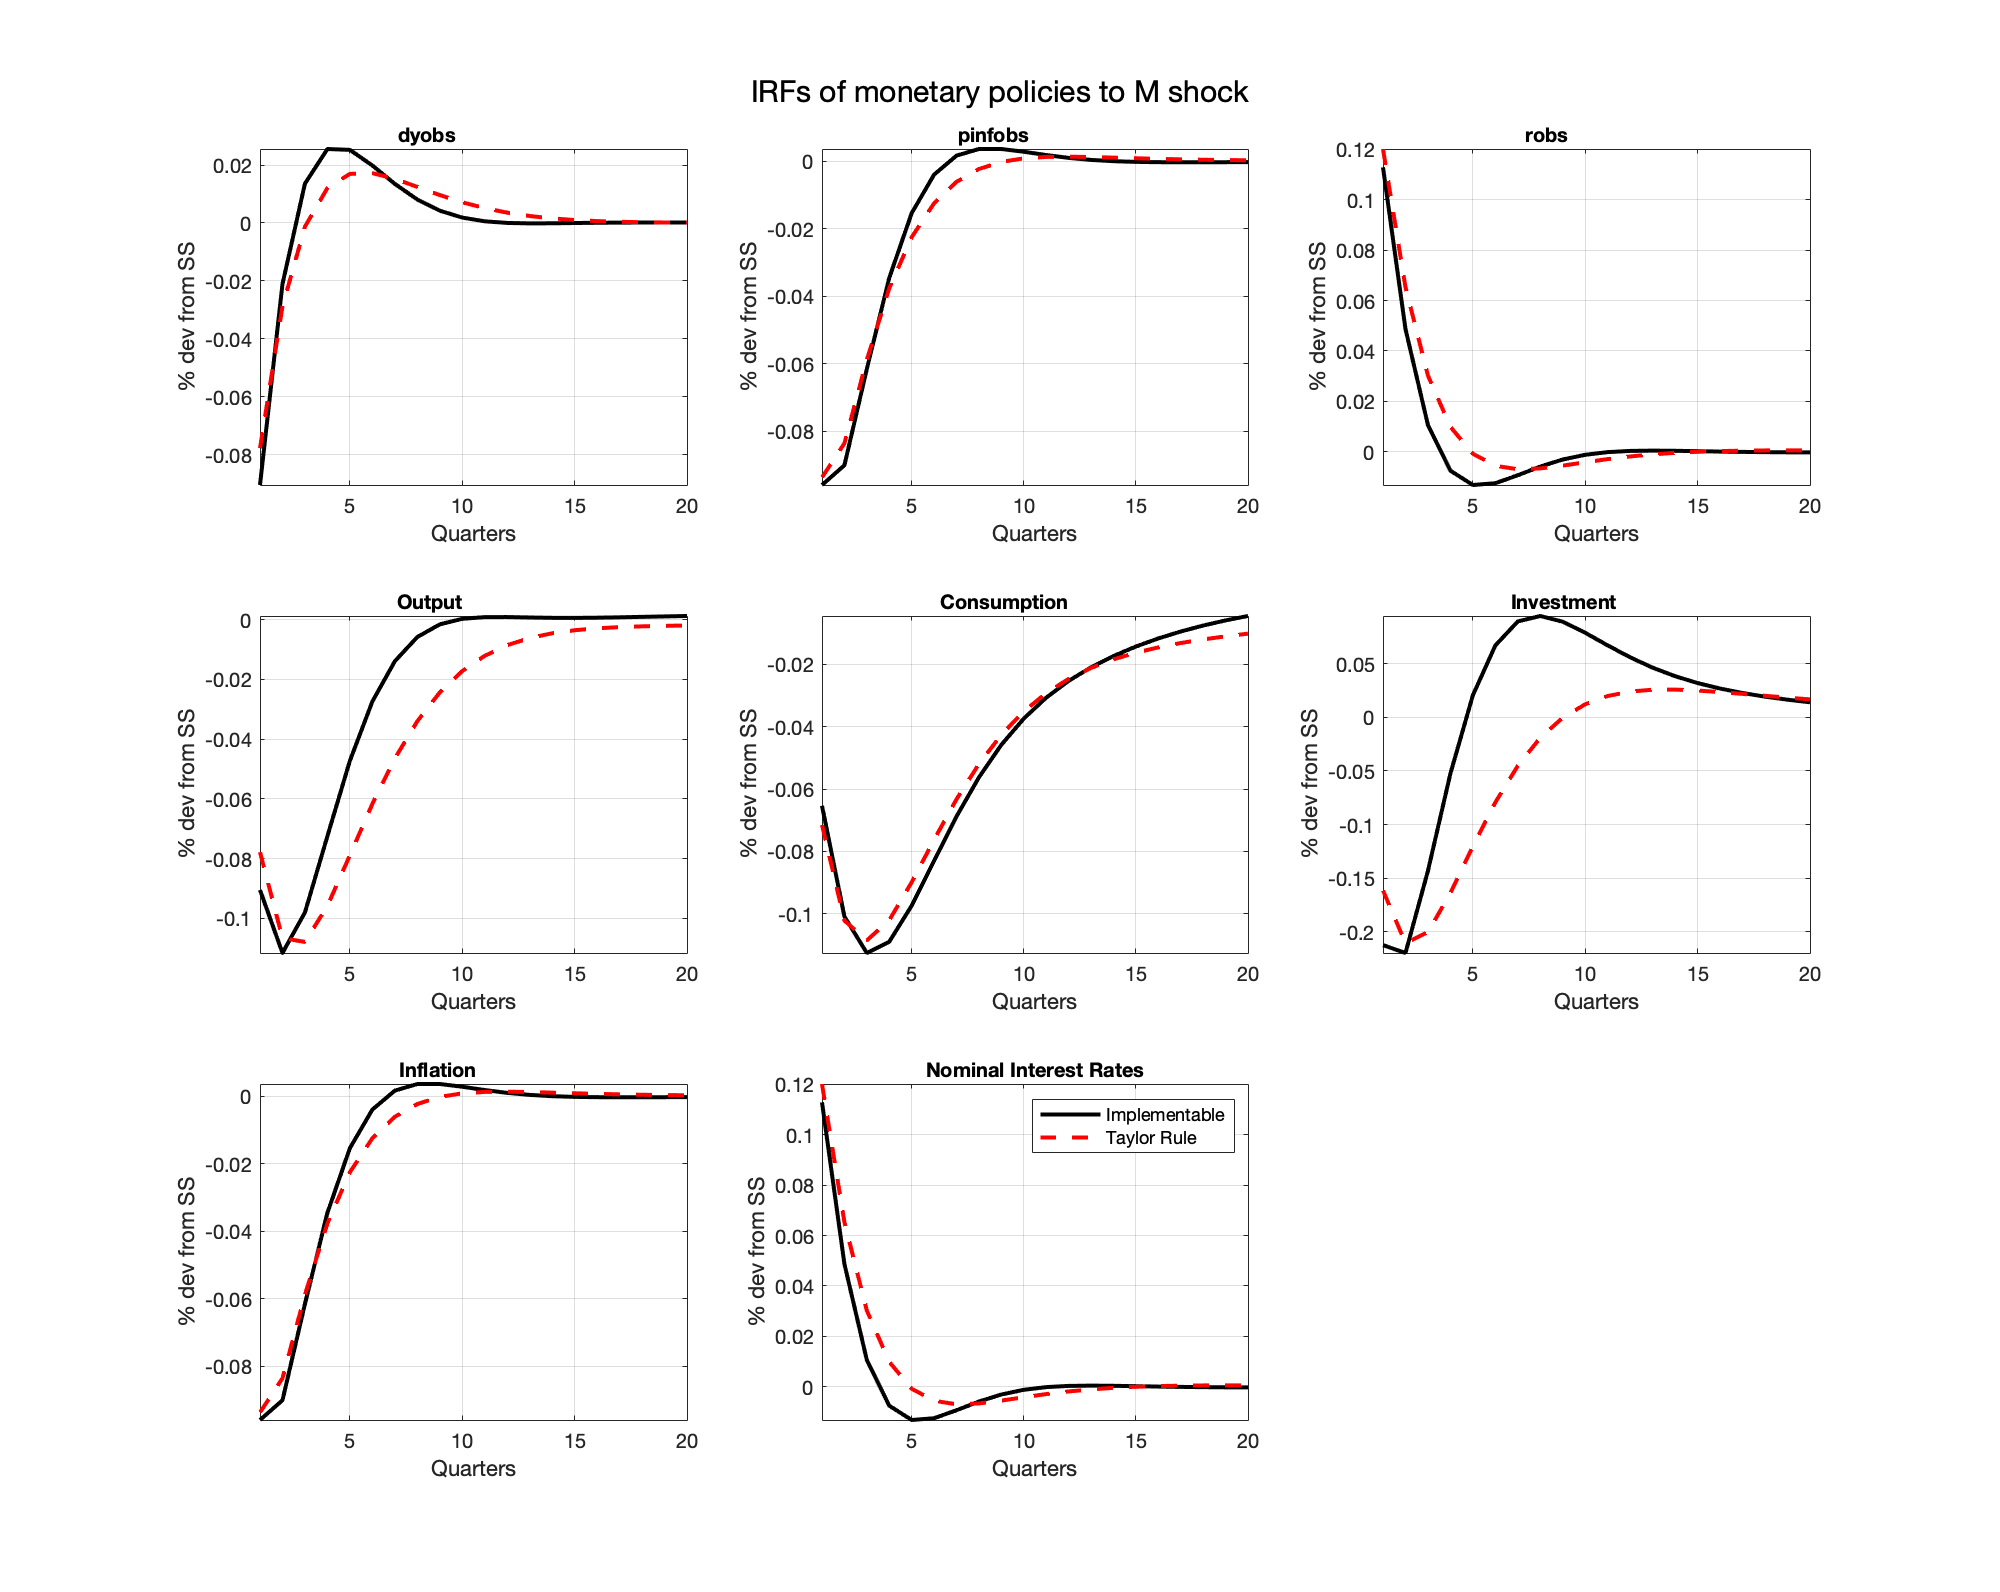 IRFs of monetary policies to M shock
dyobs
% dev from SS
0.02
0
-0.02
-0.04
-0.06
-0.08
5 10 15 20
Quarters
pinfobs
% dev from SS
0
-0.02
-0.04
-0.06
-0.08
5 10 15 20
Quarters
robs
% dev from SS
0.12
0.1
0.08
0.06
0.04
0.02
0
5 10 15 20
Quarters
Output
% dev from SS
0
-0.02
-0.04
-0.06
-0.08
-0.1
5 10 15 20
Quarters
Consumption
% dev from SS
-0.02
-0.04
-0.06
-0.08
-0.1
5 10 15 20
Quarters
Investment
% dev from SS
0.05
0
-0.05
-0.1
-0.15
-0.2
5 10 15 20
Quarters
Inflation
% dev from SS
0
-0.02
-0.04
-0.06
-0.08
5 10 15 20
Quarters
Nominal Interest Rates
% dev from SS
0.12
0.1
0.08
0.06
0.04
0.02
0
Implementable
Taylor Rule
5 10 15 20
Quarters